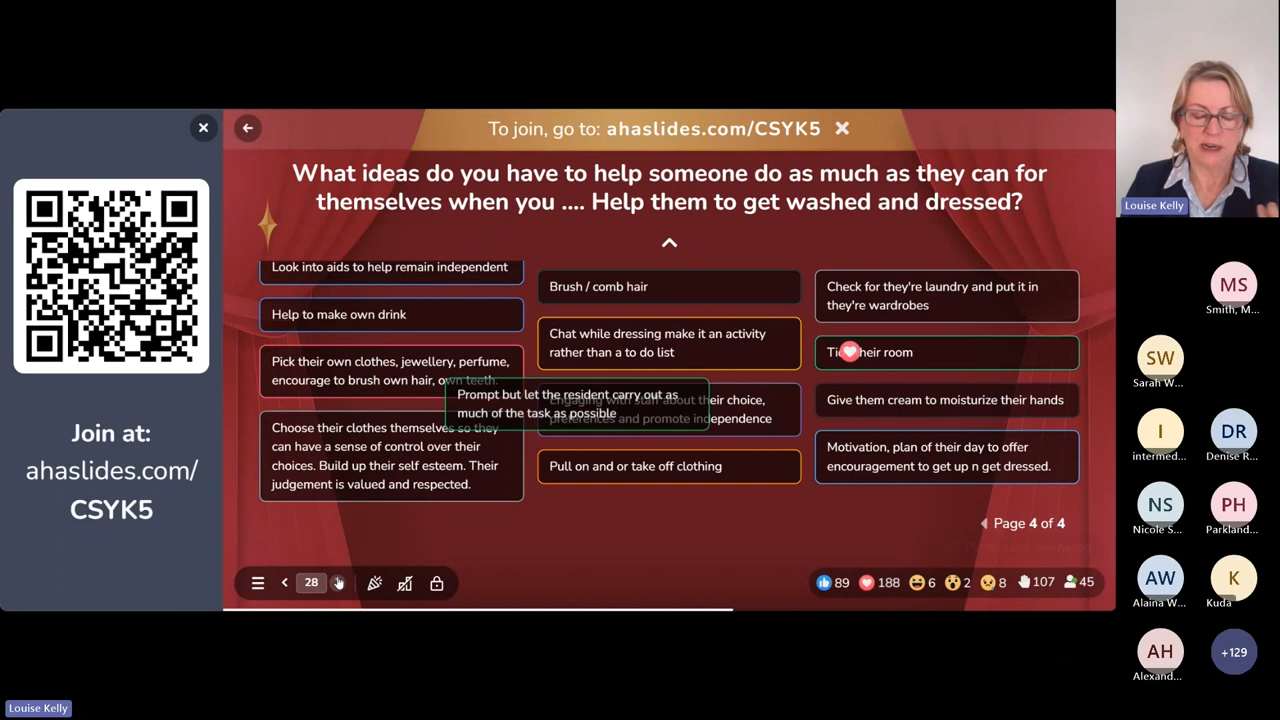 To join, go to: ahaslides.com/CSYK5
What ideas do you have to help someone do as much as they can for
themselves when you .... Help them to get washed and dressed?
Join at:
ahaslides.com/
CSYK5
Look into aids to help remain independent
Help to make own drink
Pick their own clothes, jewellery, perfume,
encourage to brush own hair, own teeth.
Choose their clothes themselves so they
can have a sense of control over their
choices. Build up their self esteem. Their
judgement is valued and respected.
Prompt but let the resident carry out as
much of the task as possible
Brush / comb hair
Chat while dressing make it an activity
rather than a to do list
Engaging with staff about their choice,
preferences and promote independence
Pull on and or take off clothing
Check for they're laundry and put it in
they're wardrobes
their room
Give them cream to moisturize their hands
Motivation, plan of their day to offer
encouragement to get up n get dressed.
Page 4 of 4
28
89 188 6 2 8 107 45
Louise Kelly
MS
Smith, M...
SW
Sarah W...
I
intermed...
DR
Denise R...
NS
Nicole S...
PH
Parkland...
AW
Alaina W...
K
Kuda
AH
Alexand...
+129
Louise Kelly